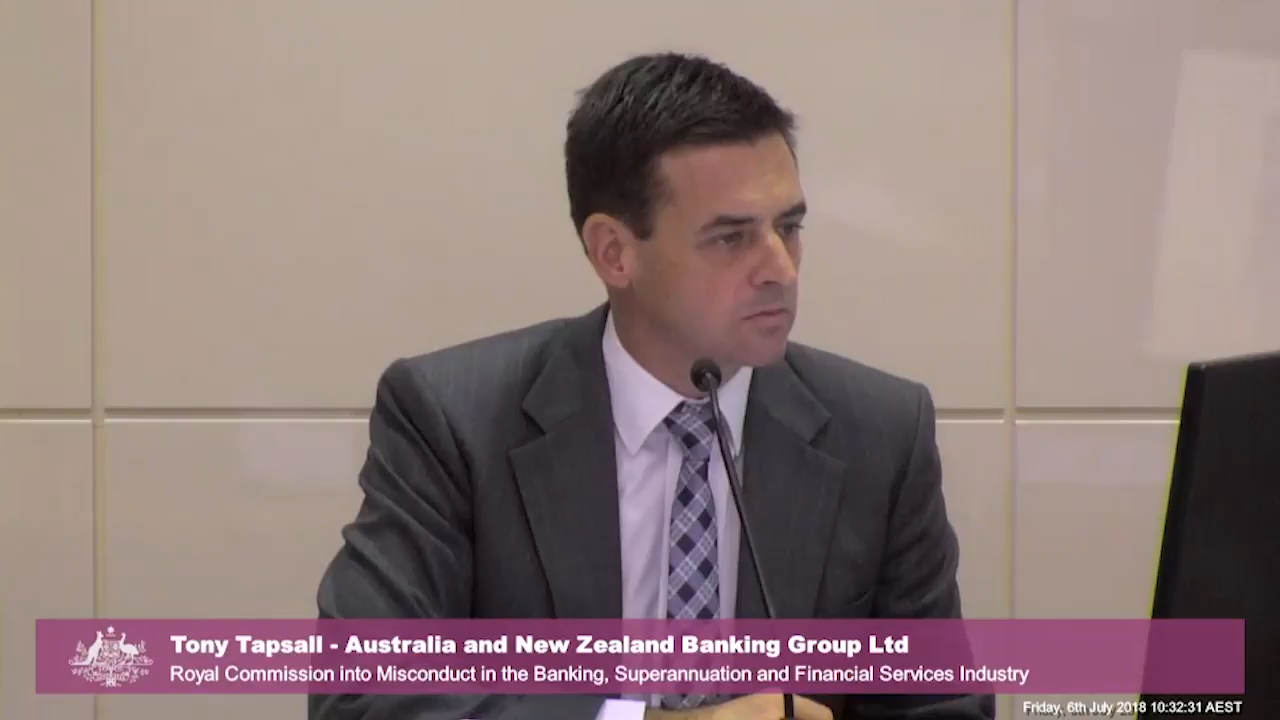 Tony Tapsall - Australia and New Zealand Banking Group Ltd
Royal Commission into Misconduct in the Banking, Superannuation and Financial Services Industry
Friday, 6th July 2018 10:32:31 AEST